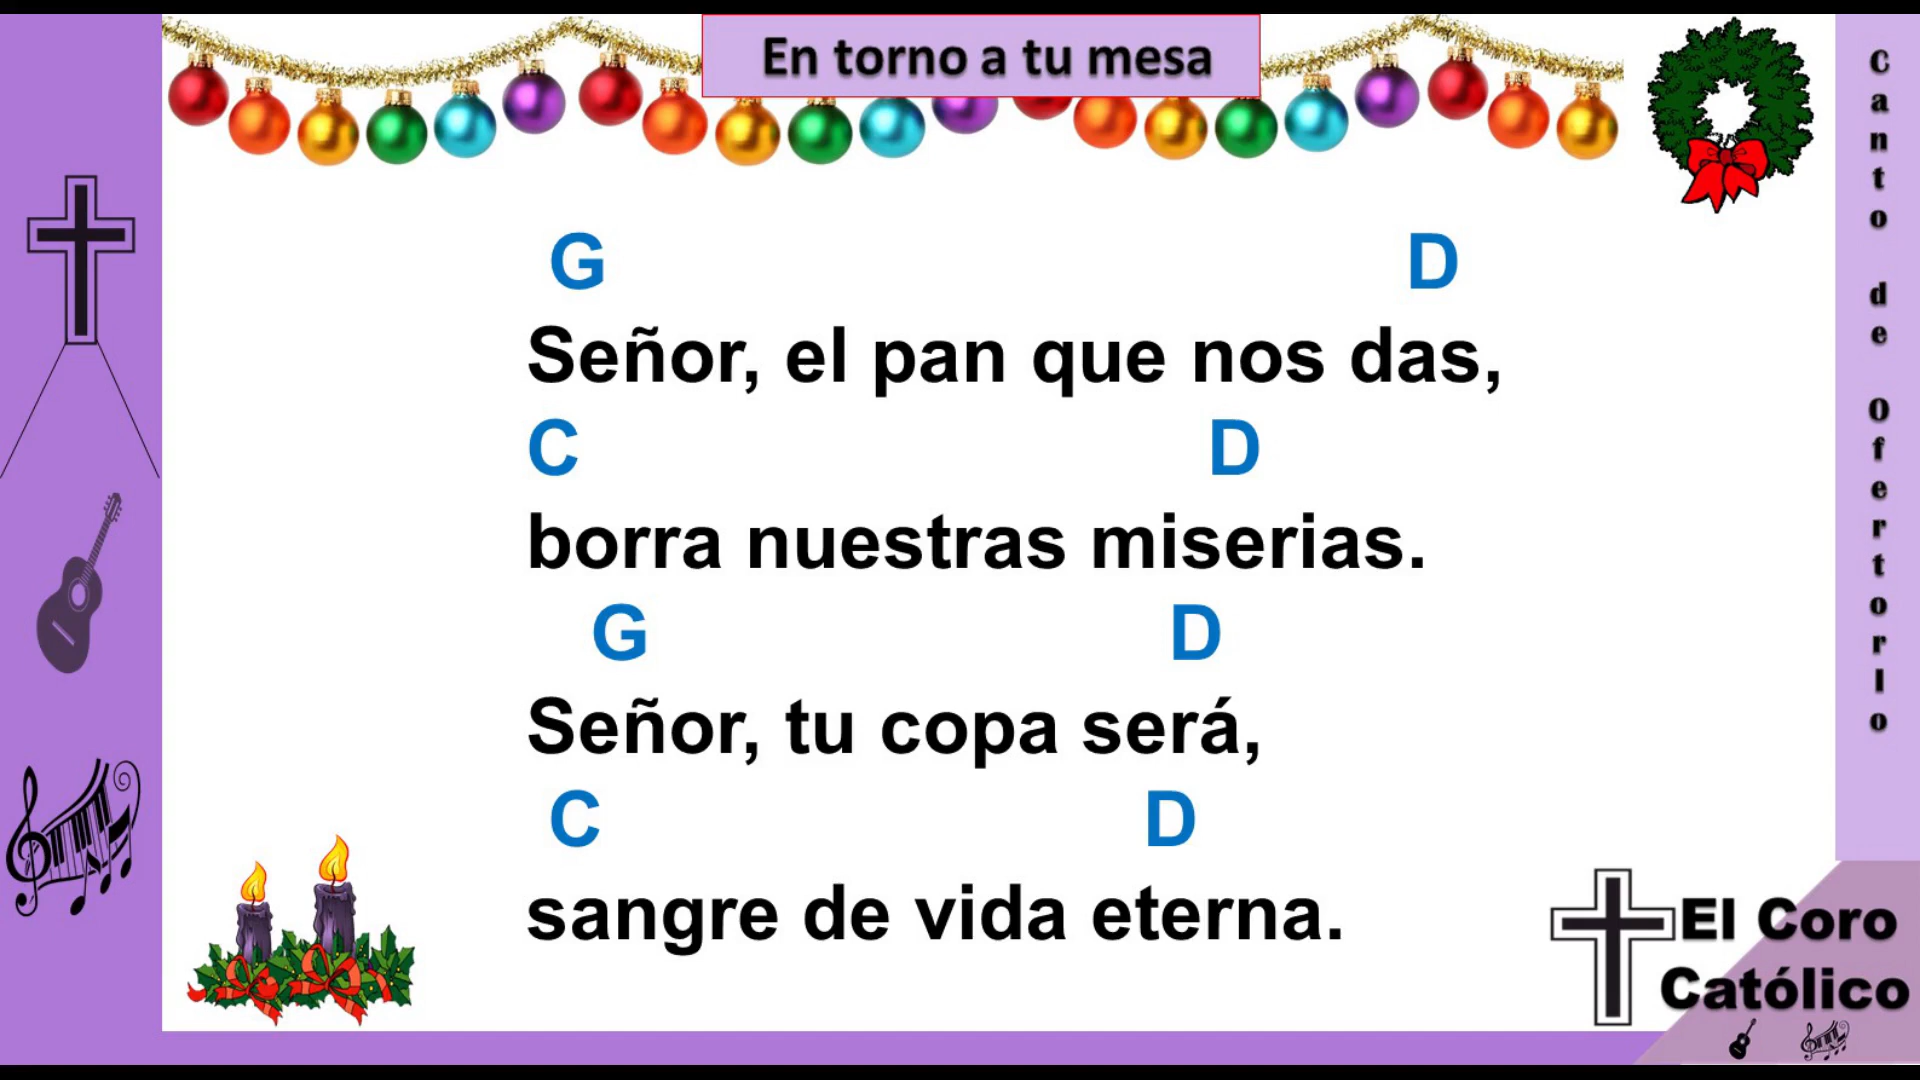 En torno a tu mesa
G D
Señor, el pan que nos das,
C D
borra nuestras miserias.
G D
Señor, tu copa será,
C D
sangre de vida eterna.
Canto de OfertorIo
El Coro
Católico